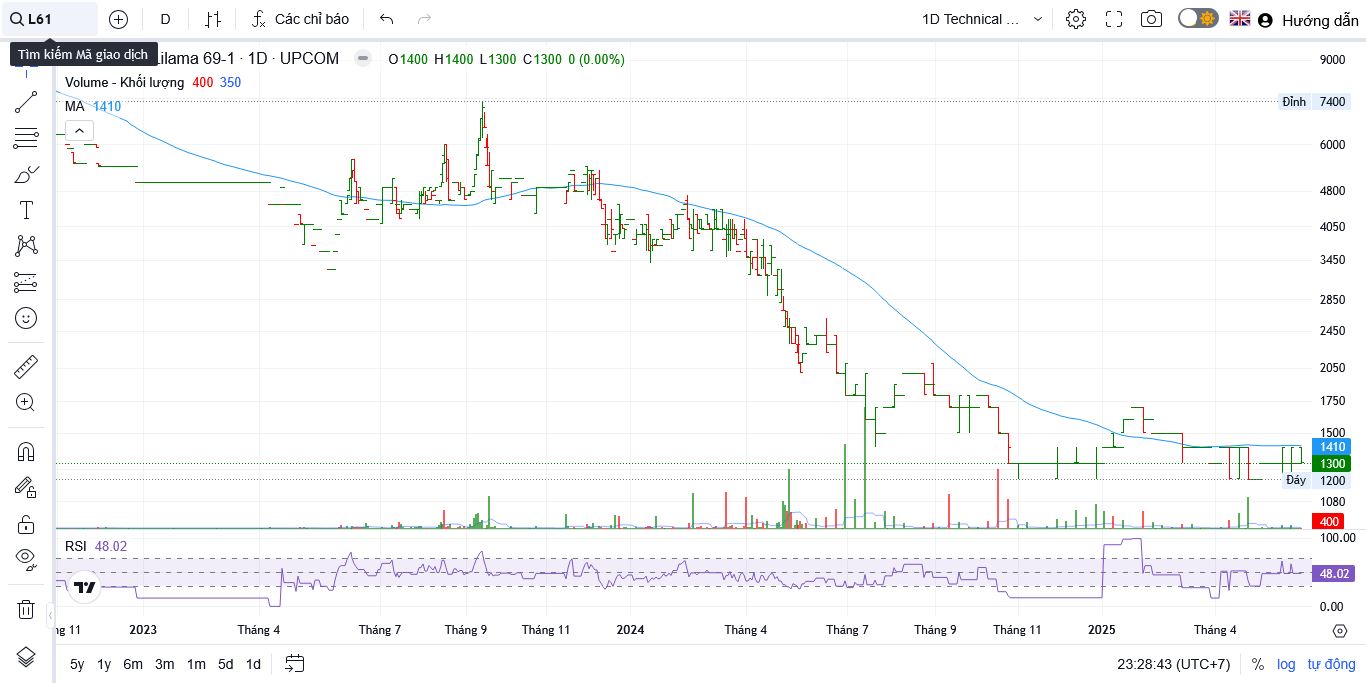 L61 D Các chỉ báo 1D Technical ... Hướng dẫn
Tìm kiếm Mã giao dịch
Lilama 69-1 · 1D · UPCOM O1400 H1400 L1300 C1300 0 (0.00%)
Volume - Khối lượng 400 350
MA 1410
9000
Đỉnh 7400
6000
4800
4050
3450
2850
2450
2050
1750
1500
1410
1300
Đáy 1200
1080
400
RSI 48.02
100.00
48.02
0.00
ng 11 2023 Tháng 4 Tháng 7 Tháng 9 Tháng 11 2024 Tháng 4 Tháng 7 Tháng 9 Tháng 11 2025 Tháng 4
5y 1y 6m 3m 1m 5d 1d 23:28:43 (UTC+7) % log tự động